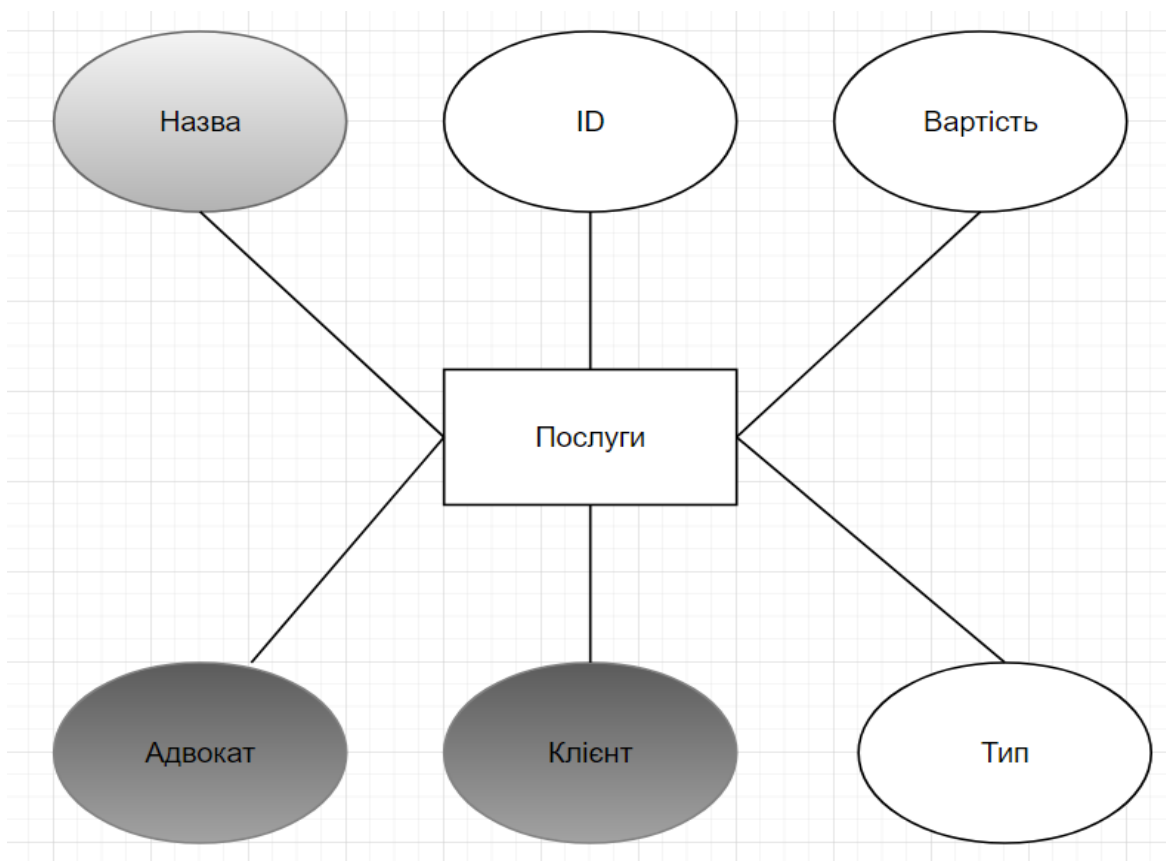 Назва
ID
Вартість
Послуги
Адвокат
Клієнт
Тип